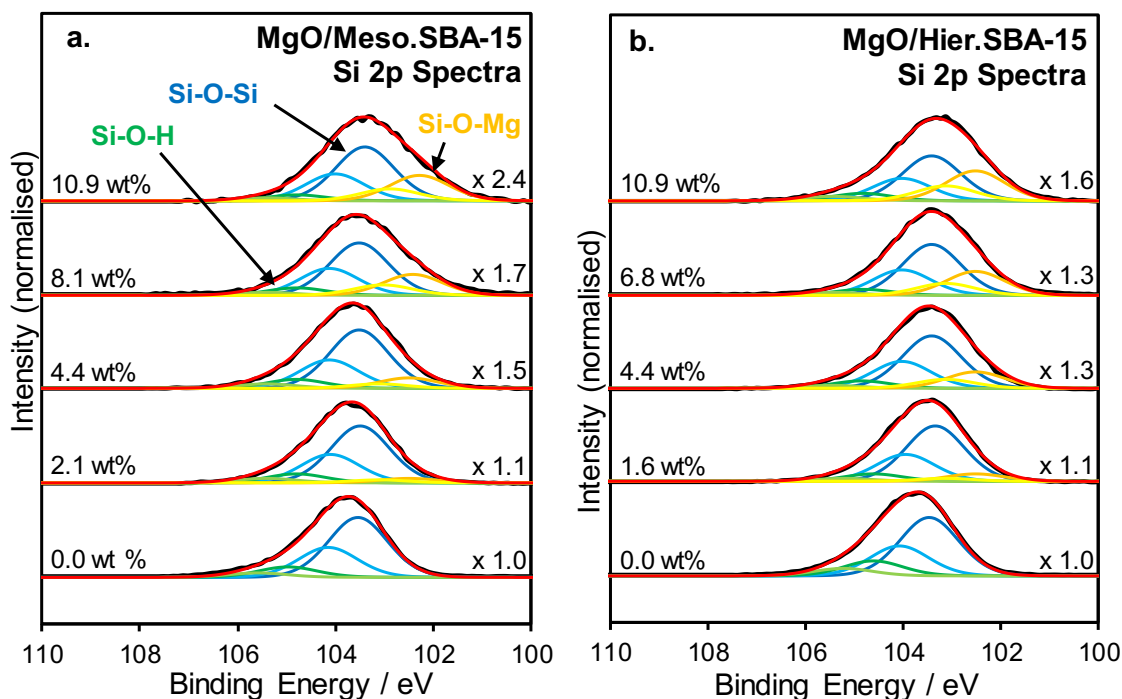 a.
MgO/Meso.SBA-15
Si 2p Spectra
Si-O-Si
Si-O-H
Si-O-Mg
10.9 wt%
x 2.4
8.1 wt%
x 1.7
4.4 wt%
x 1.5
2.1 wt%
x 1.1
0.0 wt %
x 1.0
Intensity (normalised)
110 108 106 104 102 100
Binding Energy / eV
b.
MgO/Hier.SBA-15
Si 2p Spectra
10.9 wt%
x 1.6
6.8 wt%
x 1.3
4.4 wt%
x 1.3
1.6 wt%
x 1.1
0.0 wt%
x 1.0
Intensity (normalised)
110 108 106 104 102 100
Binding Energy / eV